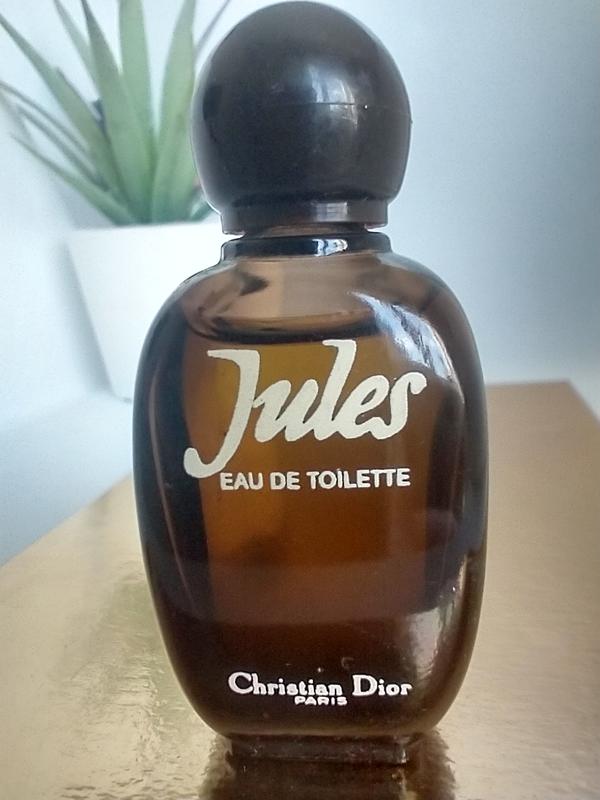 Jules
EAU DE TOILETTE
Christian Dior
PARIS